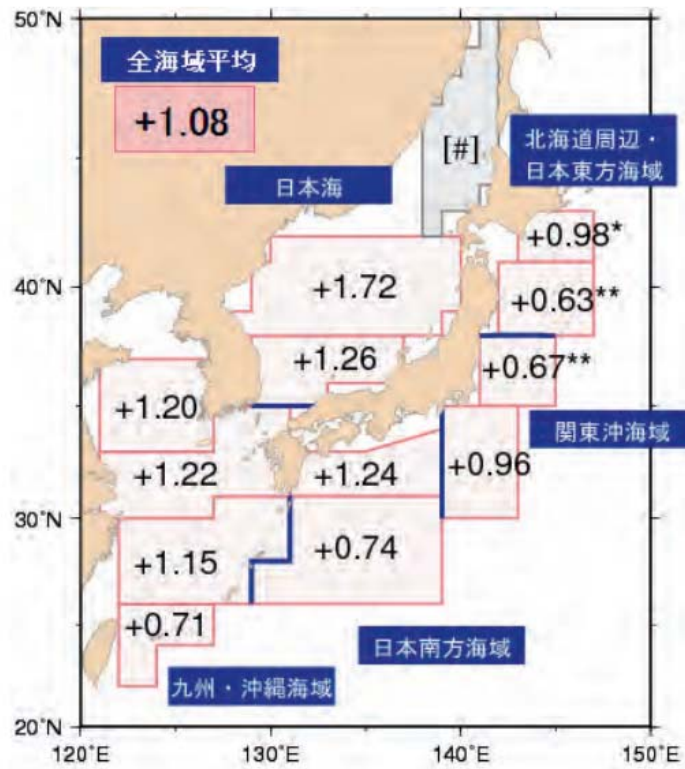 50°N
全海域平均
+1.08
[#]
北海道周辺・
日本東方海域
日本海
+0.98*
40°N
+1.72
+0.63**
+1.26
+0.67**
+1.20
関東沖海域
+1.22
+1.24
+0.96
30°N
+1.15
+0.74
+0.71
日本南方海域
九州・沖縄海域
20°N
120°E
130°E
140°E
150°E